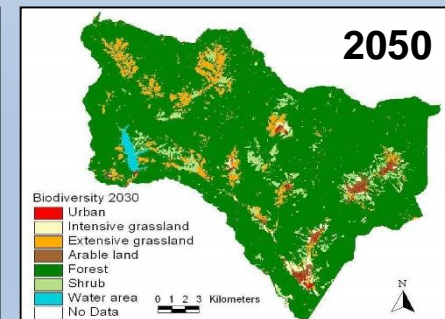 2050
Biodiversity 2030
Urban
Intensive grassland
Extensive grassland
Arable land
Forest
Shrub
Water area
No Data
0 1 2 3 Kilometers
N